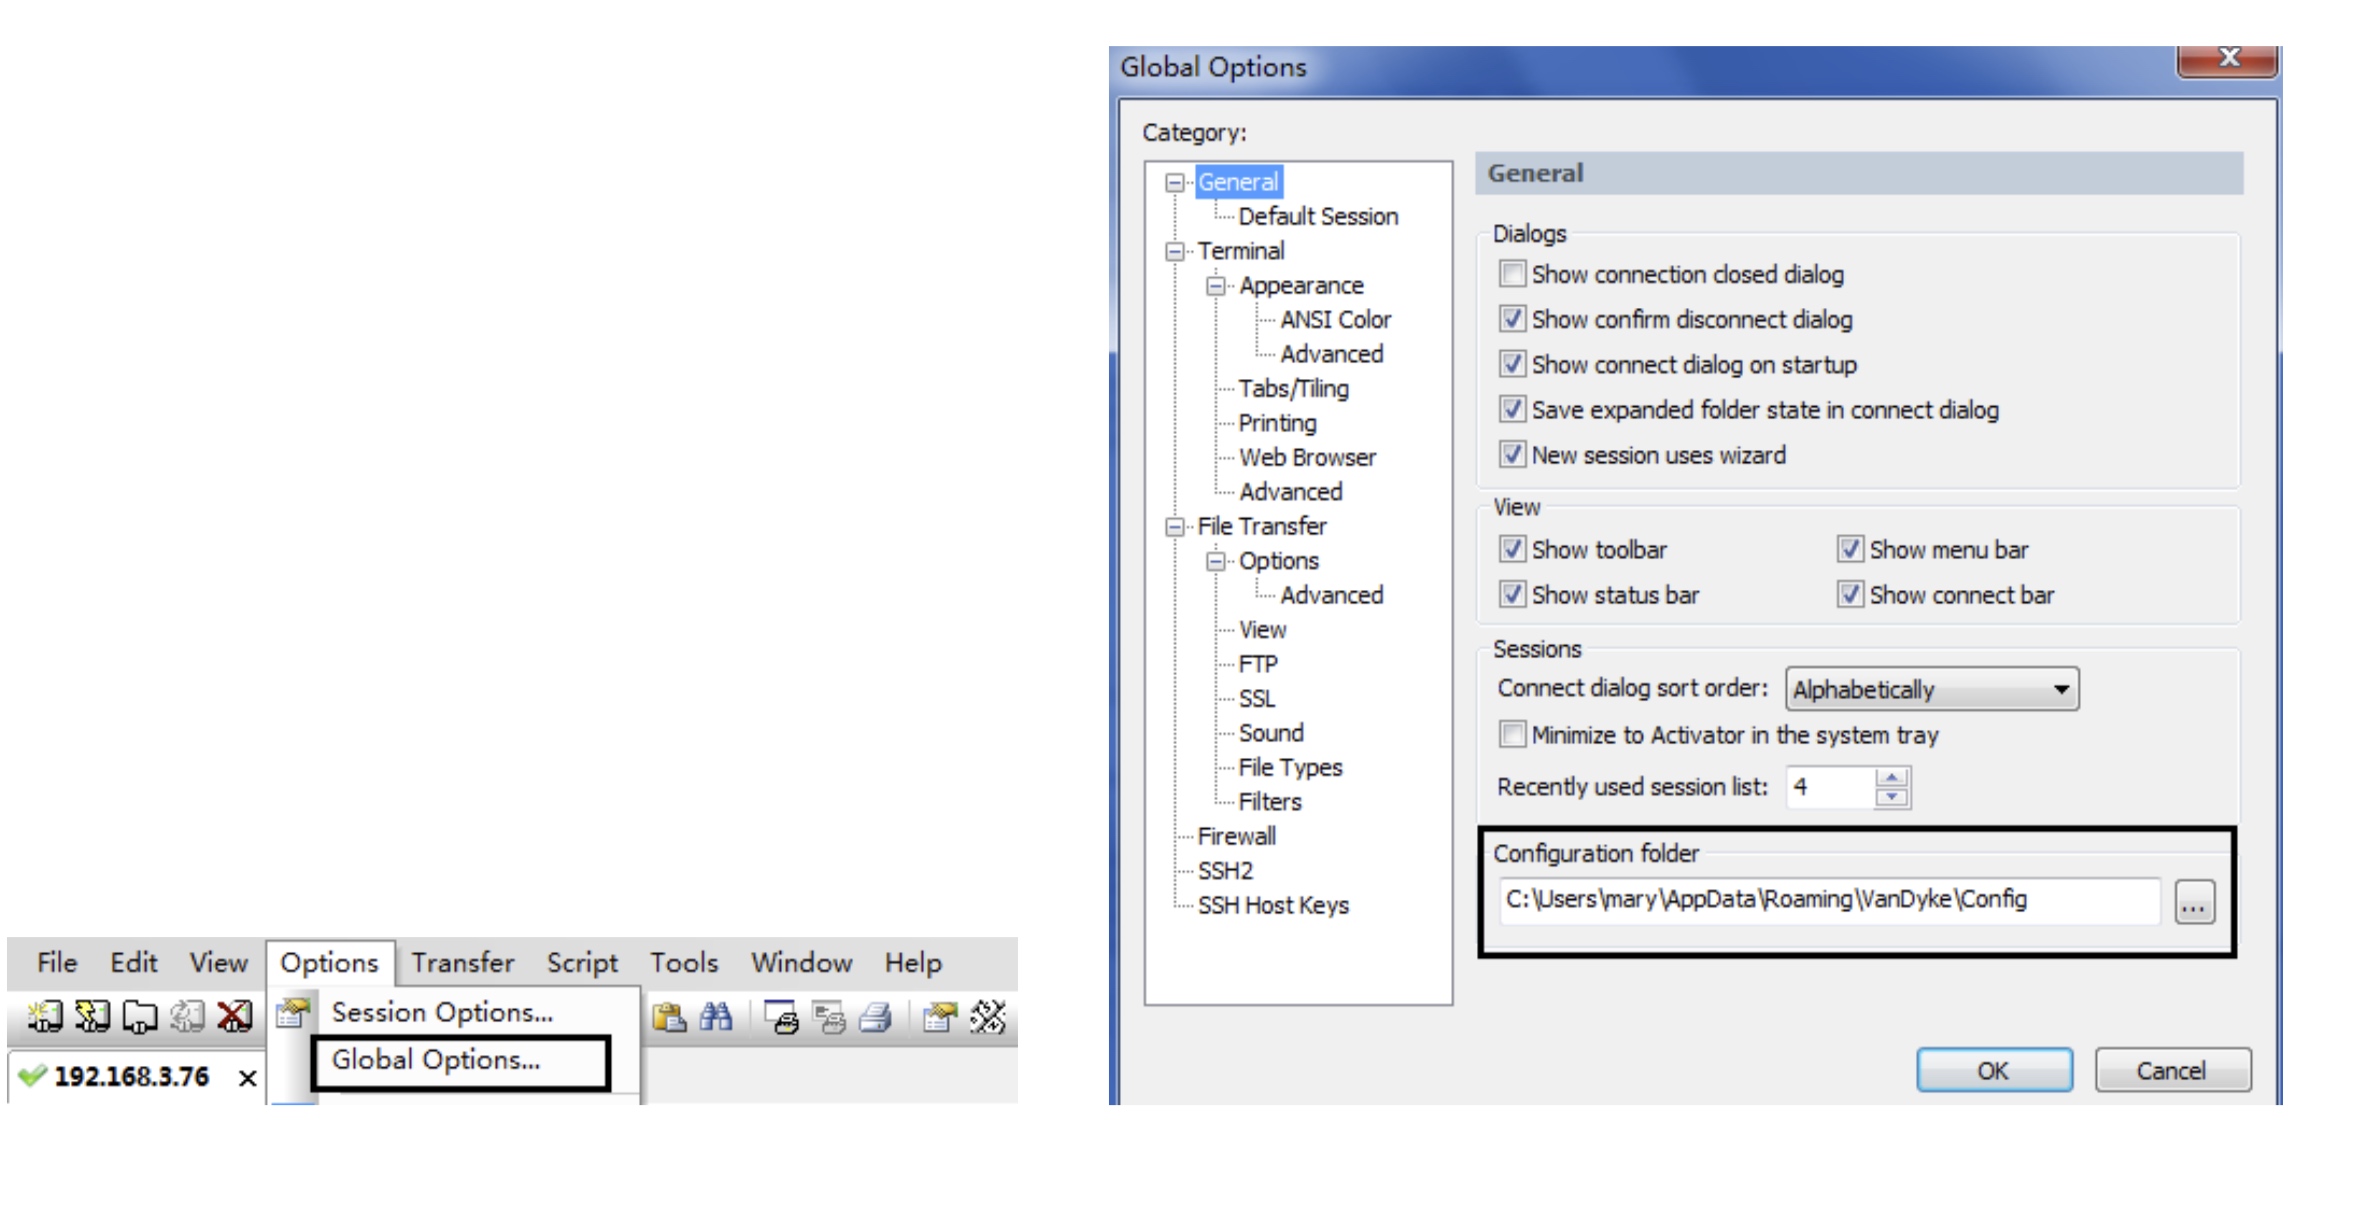 File Edit View Options Transfer Script Tools Window Help
Session Options...
Global Options...
192.168.3.76 x
Global Options
x
Category:
General
Default Session
Terminal
Appearance
ANSI Color
Advanced
Tabs/Tiling
Printing
Web Browser
Advanced
File Transfer
Options
Advanced
View
FTP
SSL
Sound
File Types
Filters
Firewall
SSH2
SSH Host Keys
General
Dialogs
Show connection closed dialog
Show confirm disconnect dialog
Show connect dialog on startup
Save expanded folder state in connect dialog
New session uses wizard
View
Show toolbar Show menu bar
Show status bar Show connect bar
Sessions
Connect dialog sort order: Alphabetically
Minimize to Activator in the system tray
Recently used session list: 4
Configuration folder
C:\Users\mary\AppData\Roaming\VanDyke\Config ...
OK Cancel